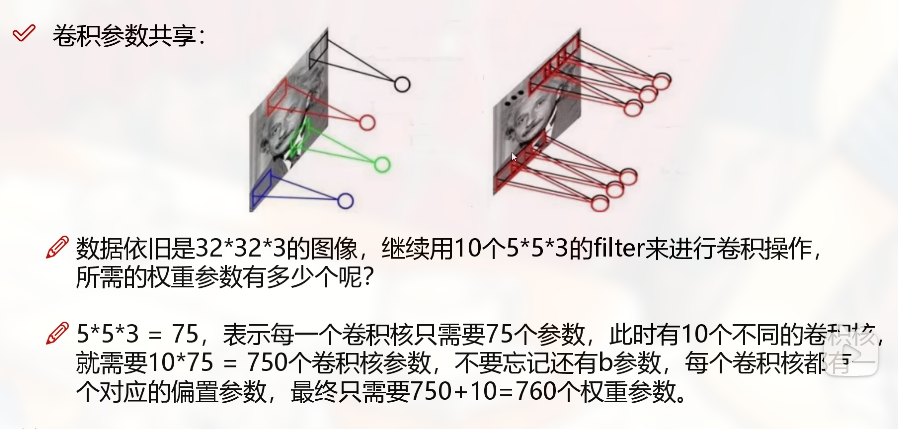 卷积参数共享：
数据依旧是32*32*3的图像，继续用10个5*5*3的filter来进行卷积操作，
所需的权重参数有多少个呢？
5*5*3 = 75，表示每一个卷积核只需要75个参数，此时有10个不同的卷积核，
就需要10*75 = 750个卷积核参数，不要忘记还有b参数，每个卷积核都有
个对应的偏置参数，最终只需要750+10=760个权重参数。